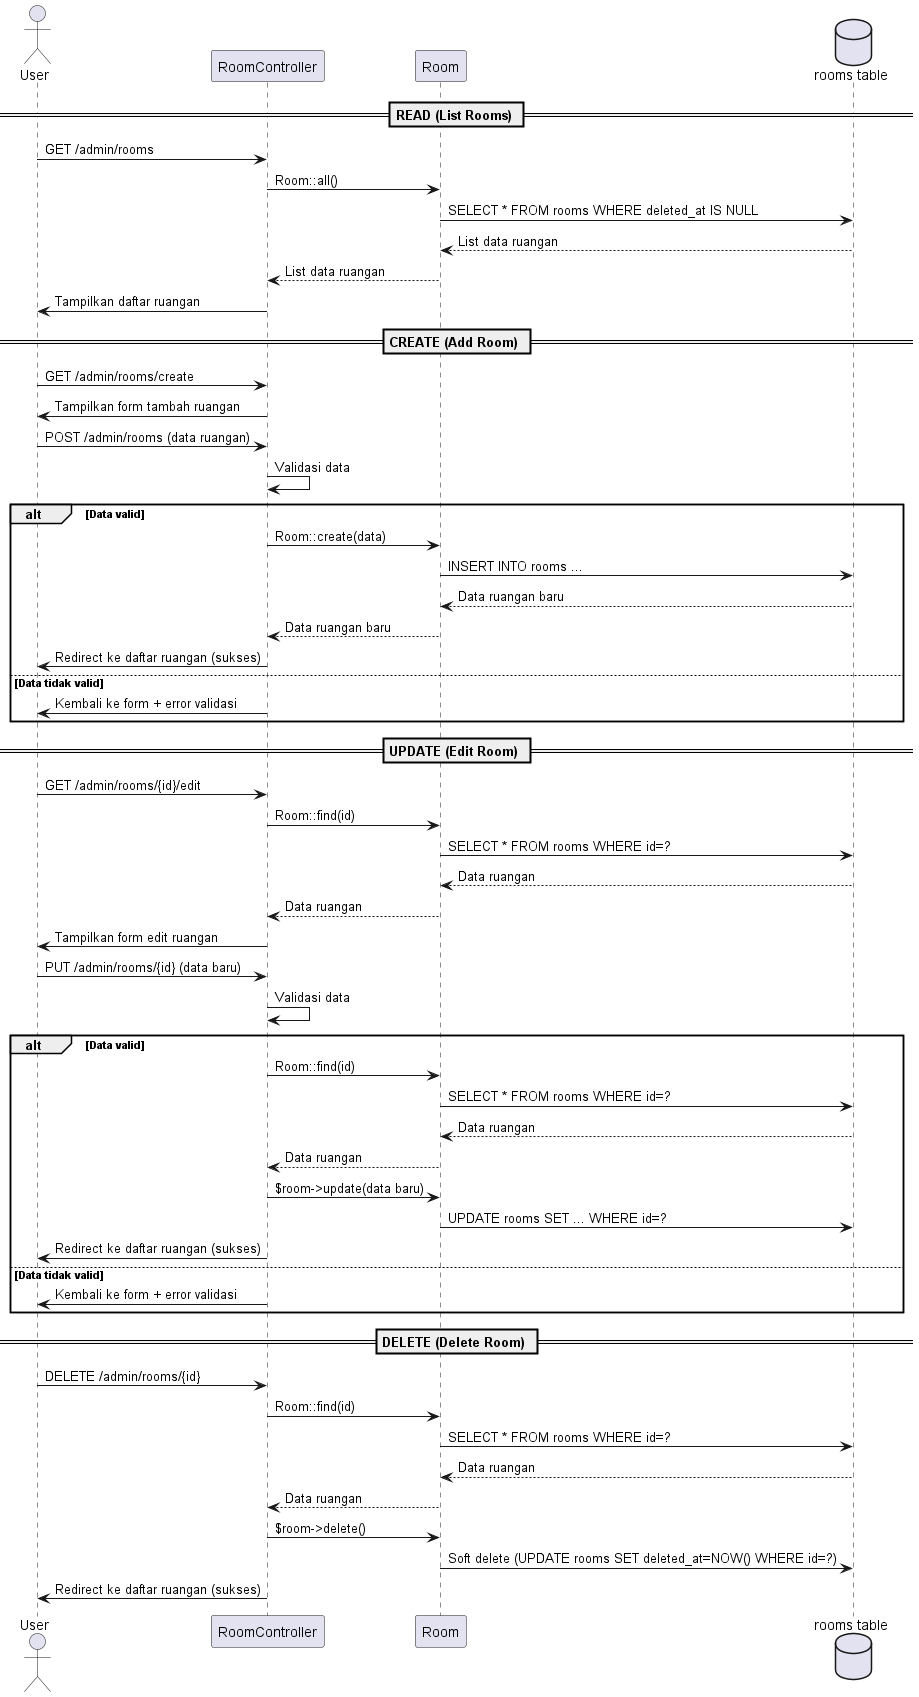 User
RoomController
Room
rooms table
READ (List Rooms)
GET /admin/rooms
Room::all()
SELECT * FROM rooms WHERE deleted_at IS NULL
List data ruangan
List data ruangan
Tampilkan daftar ruangan
CREATE (Add Room)
GET /admin/rooms/create
Tampilkan form tambah ruangan
POST /admin/rooms (data ruangan)
Validasi data
alt [Data valid]
Room::create(data)
INSERT INTO rooms ...
Data ruangan baru
Data ruangan baru
Redirect ke daftar ruangan (sukses)
[Data tidak valid]
Kembali ke form + error validasi
UPDATE (Edit Room)
GET /admin/rooms/{id}/edit
Room::find(id)
SELECT * FROM rooms WHERE id=?
Data ruangan
Data ruangan
Tampilkan form edit ruangan
PUT /admin/rooms/{id} (data baru)
Validasi data
alt [Data valid]
Room::find(id)
SELECT * FROM rooms WHERE id=?
Data ruangan
Data ruangan
$room->update(data baru)
UPDATE rooms SET ... WHERE id=?
Redirect ke daftar ruangan (sukses)
[Data tidak valid]
Kembali ke form + error validasi
DELETE (Delete Room)
DELETE /admin/rooms/{id}
Room::find(id)
SELECT * FROM rooms WHERE id=?
Data ruangan
Data ruangan
$room->delete()
Soft delete (UPDATE rooms SET deleted_at=NOW() WHERE id=?)
Redirect ke daftar ruangan (sukses)
User
RoomController
Room
rooms table